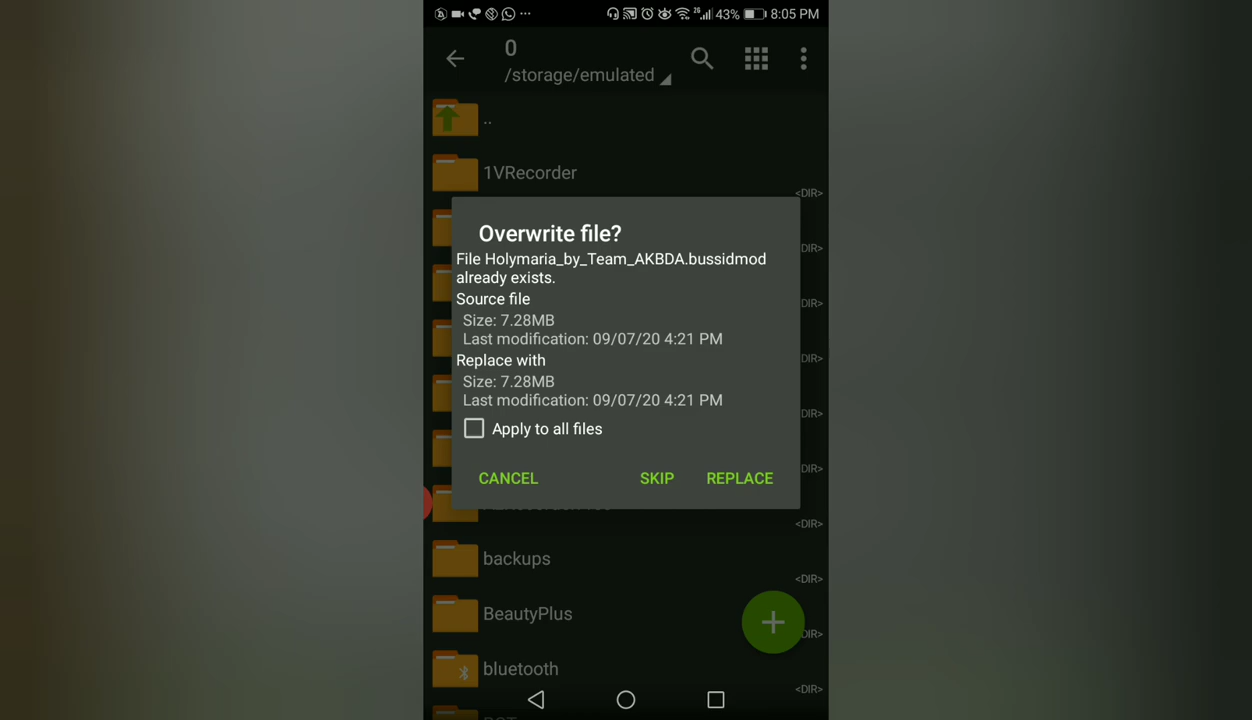 2G 43% 8:05 PM
0
/storage/emulated
..
1VRecorder
<DIR>
<DIR>
Overwrite file?
File Holymaria_by_Team_AKBDA.bussidmod
already exists.
Source file
Size: 7.28MB
Last modification: 09/07/20 4:21 PM
<DIR>
Replace with
<DIR>
Size: 7.28MB
Last modification: 09/07/20 4:21 PM
<DIR>
Apply to all files
<DIR>
CANCEL SKIP REPLACE
<DIR>
backups
<DIR>
BeautyPlus
DIR>
bluetooth
<DIR>